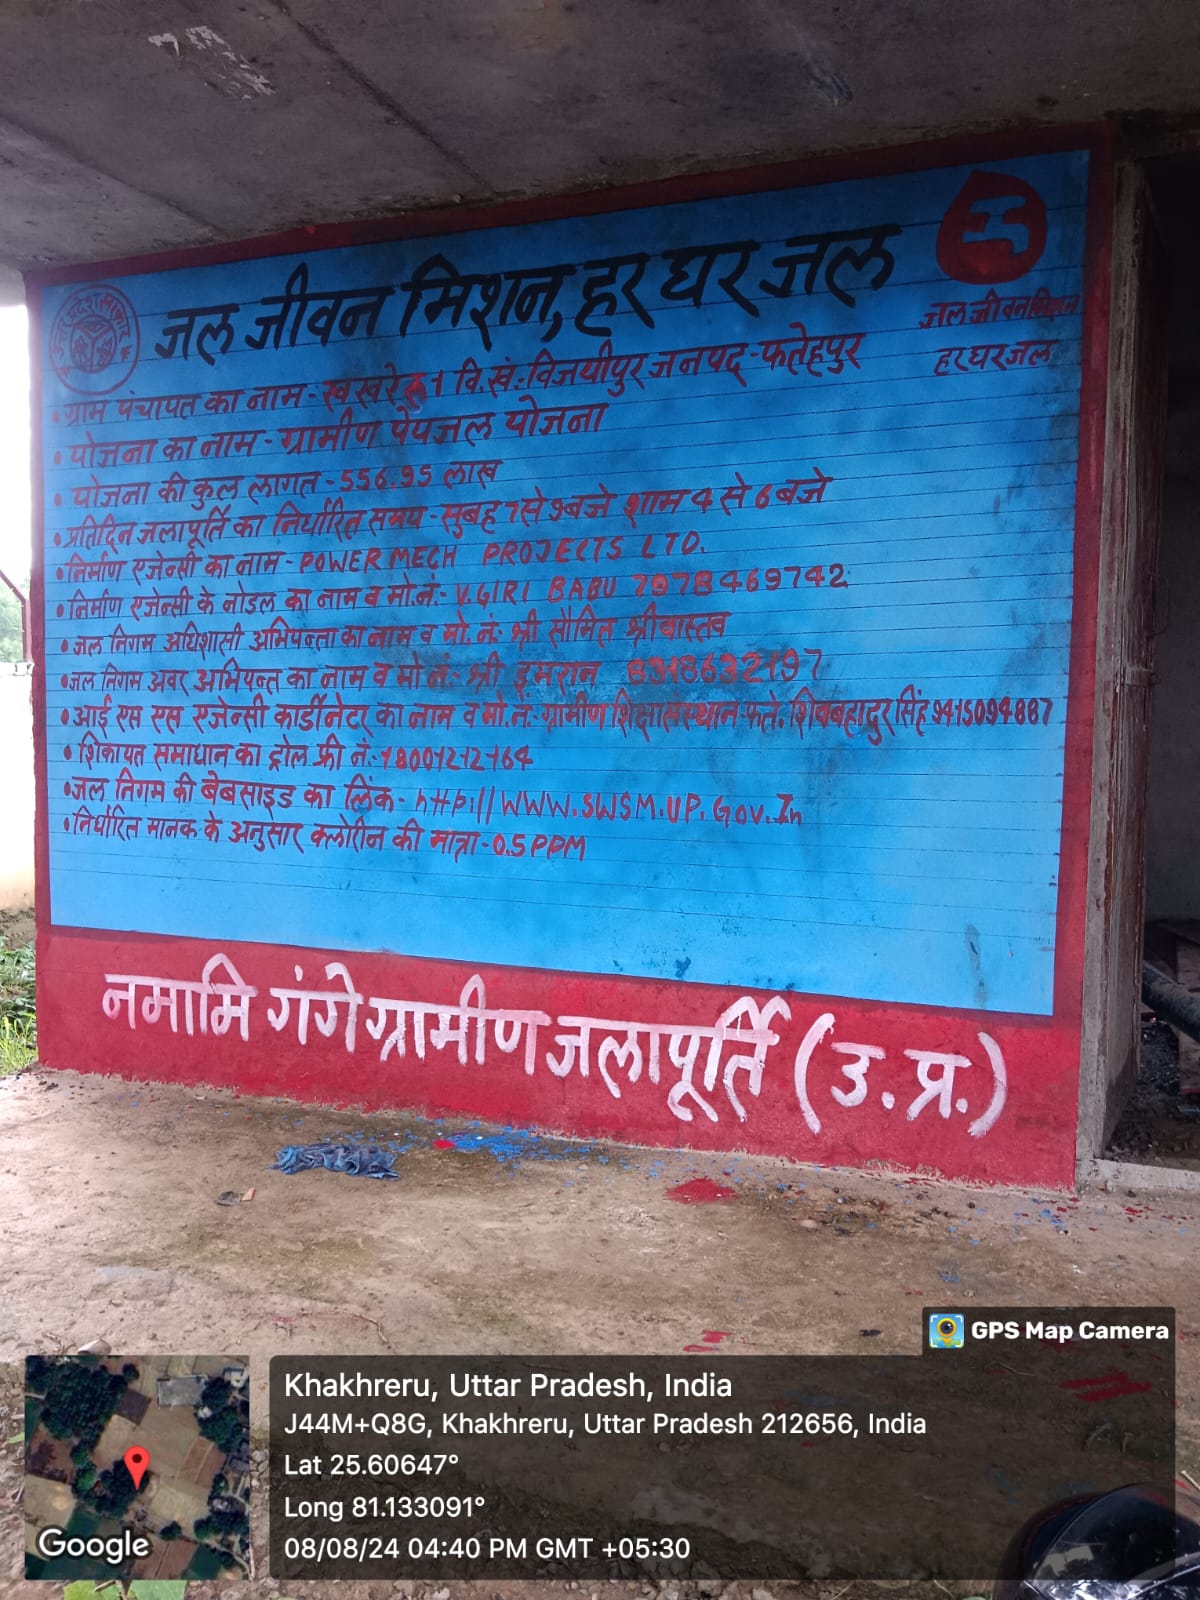 उत्तर प्रदेश सरकार
जल जीवन मिशन, हर घर जल
जल जीवन मिशन
हर घर जल
• ग्राम पंचायत का नाम - खखरेरू 1 वि.खं.-विजयीपुर जनपद - फतेहपुर
• योजना का नाम - ग्रामीण पेयजल योजना
• योजना की कुल लागत - 556.95 लाख
• प्रतिदिन जलापूर्ति का निर्धारित समय - सुबह 7 से 9 बजे शाम 4 से 6 बजे
• निर्माण एजेन्सी का नाम - POWER MECH PROJECTS LTD.
• निर्माण एजेन्सी के नोडल का नाम व मो.नं.- V.GIRI BABU 7978469742
• जल निगम अधिशासी अभियन्ता का नाम व मो. नं: श्री सौमित श्रीवास्तव
• जल निगम अवर अभियन्त का नाम व मो नं:- श्री इमरान 8318632197
• आई एस एस एजेन्सी कार्डीनेटर का नाम व मो.नं:- ग्रामीण शिक्षा संस्थान फते. शिवबहादुर सिंह 9415094887
• शिकायत समाधान का ट्रोल फ्री नं:- 18001212164
• जल निगम की बेबसाइड का लिंक - http://WWW.SWSM.UP.Gov.In
• निर्धारित मानक के अनुसार क्लोरीन की मात्रा - 0.5 PPM
नमामि गंगे ग्रामीण जलापूर्ति (उ.प्र.)
GPS Map Camera
Khakhreru, Uttar Pradesh, India
J44M+Q8G, Khakhreru, Uttar Pradesh 212656, India
Lat 25.60647°
Long 81.133091°
08/08/24 04:40 PM GMT +05:30
Google